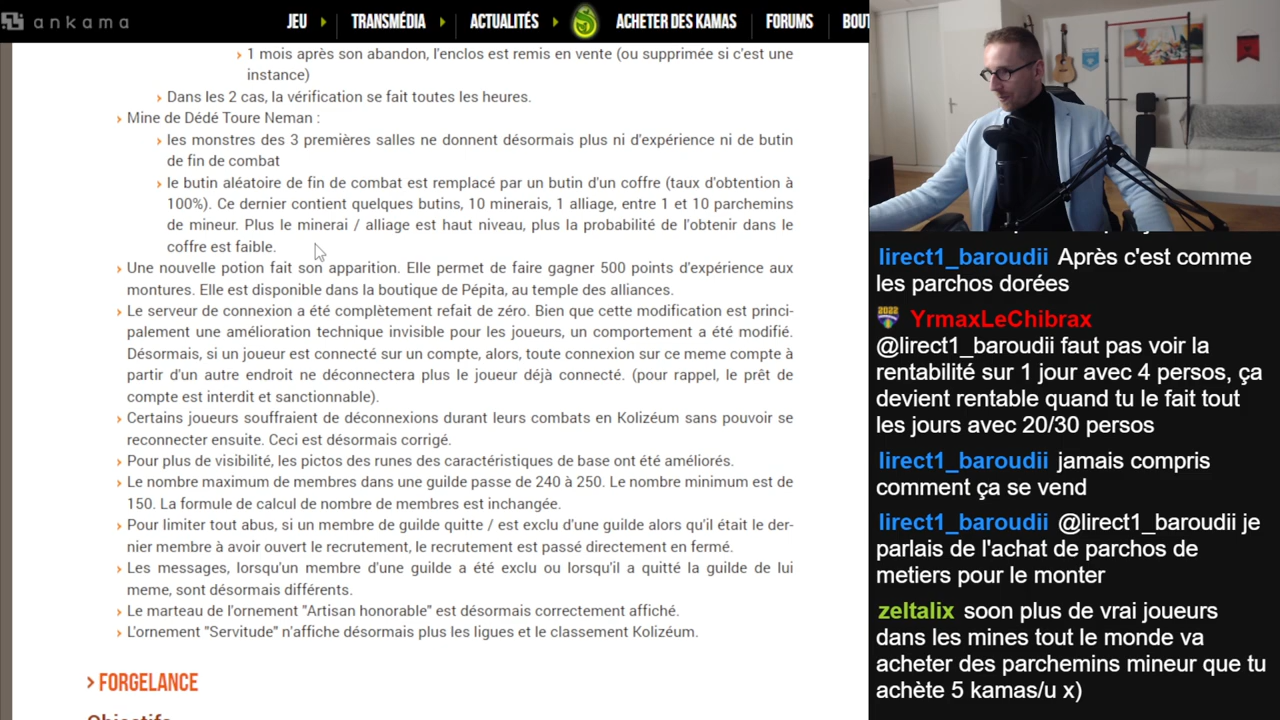 ankama
JEU
TRANSMÉDIA
ACTUALITÉS
ACHETER DES KAMAS
FORUMS
BOUT
1 mois après son abandon, l'enclos est remis en vente (ou supprimée si c'est une
instance)
Dans les 2 cas, la vérification se fait toutes les heures.
Mine de Dédé Toure Neman :
les monstres des 3 premières salles ne donnent désormais plus ni d'expérience ni de butin
de fin de combat
le butin aléatoire de fin de combat est remplacé par un butin d'un coffre (taux d'obtention à
100%). Ce dernier contient quelques butins, 10 minerais, 1 alliage, entre 1 et 10 parchemins
de mineur. Plus le minerai / alliage est haut niveau, plus la probabilité de l'obtenir dans le
coffre est faible.
Une nouvelle potion fait son apparition. Elle permet de faire gagner 500 points d'expérience aux
montures. Elle est disponible dans la boutique de Pépita, au temple des alliances.
Le serveur de connexion a été complètement refait de zéro. Bien que cette modification est princi-
palement une amélioration technique invisible pour les joueurs, un comportement a été modifié.
Désormais, si un joueur est connecté sur un compte, alors, toute connexion sur ce meme compte à
partir d'un autre endroit ne déconnectera plus le joueur déjà connecté. (pour rappel, le prêt de
compte est interdit et sanctionnable).
Certains joueurs souffraient de déconnexions durant leurs combats en Kolizéum sans pouvoir se
reconnecter ensuite. Ceci est désormais corrigé.
Pour plus de visibilité, les pictos des runes des caractéristiques de base ont été améliorés.
Le nombre maximum de membres dans une guilde passe de 240 à 250. Le nombre minimum est de
150. La formule de calcul de nombre de membres est inchangée.
Pour limiter tout abus, si un membre de guilde quitte / est exclu d'une guilde alors qu'il était le der-
nier membre à avoir ouvert le recrutement, le recrutement est passé directement en fermé.
Les messages, lorsqu'un membre d'une guilde a été exclu ou lorsqu'il a quitté la guilde de lui
meme, sont désormais différents.
Le marteau de l'ornement "Artisan honorable" est désormais correctement affiché.
L'ornement "Servitude" n'affiche désormais plus les ligues et le classement Kolizéum.
FORGELANCE
Objectifs
lirect1_baroudii Après c'est comme
les parchos dorées
2022 YrmaxLeChibrax
@lirect1_baroudii faut pas voir la
rentabilité sur 1 jour avec 4 persos, ça
devient rentable quand tu le fait tout
les jours avec 20/30 persos
lirect1_baroudii jamais compris
comment ça se vend
lirect1_baroudii @lirect1_baroudii je
parlais de l'achat de parchos de
metiers pour le monter
zeltalix soon plus de vrai joueurs
dans les mines tout le monde va
acheter des parchemins mineur que tu
achète 5 kamas/u x)